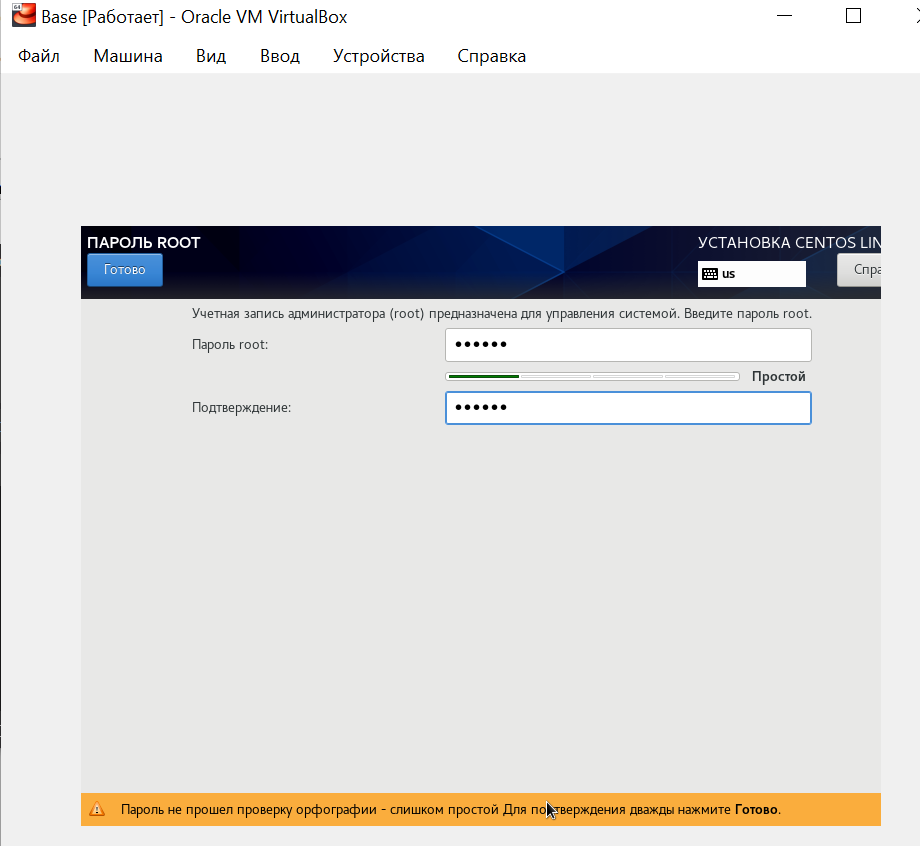 Base [Работает] - Oracle VM VirtualBox
Файл Машина Вид Ввод Устройства Справка
ПАРОЛЬ ROOT
УСТАНОВКА CENTOS LIN
Готово
us
Спра
Учетная запись администратора (root) предназначена для управления системой. Введите пароль root.
Пароль root: ••••••
Простой
Подтверждение: ••••••
Пароль не прошел проверку орфографии - слишком простой Для подтверждения дважды нажмите Готово.